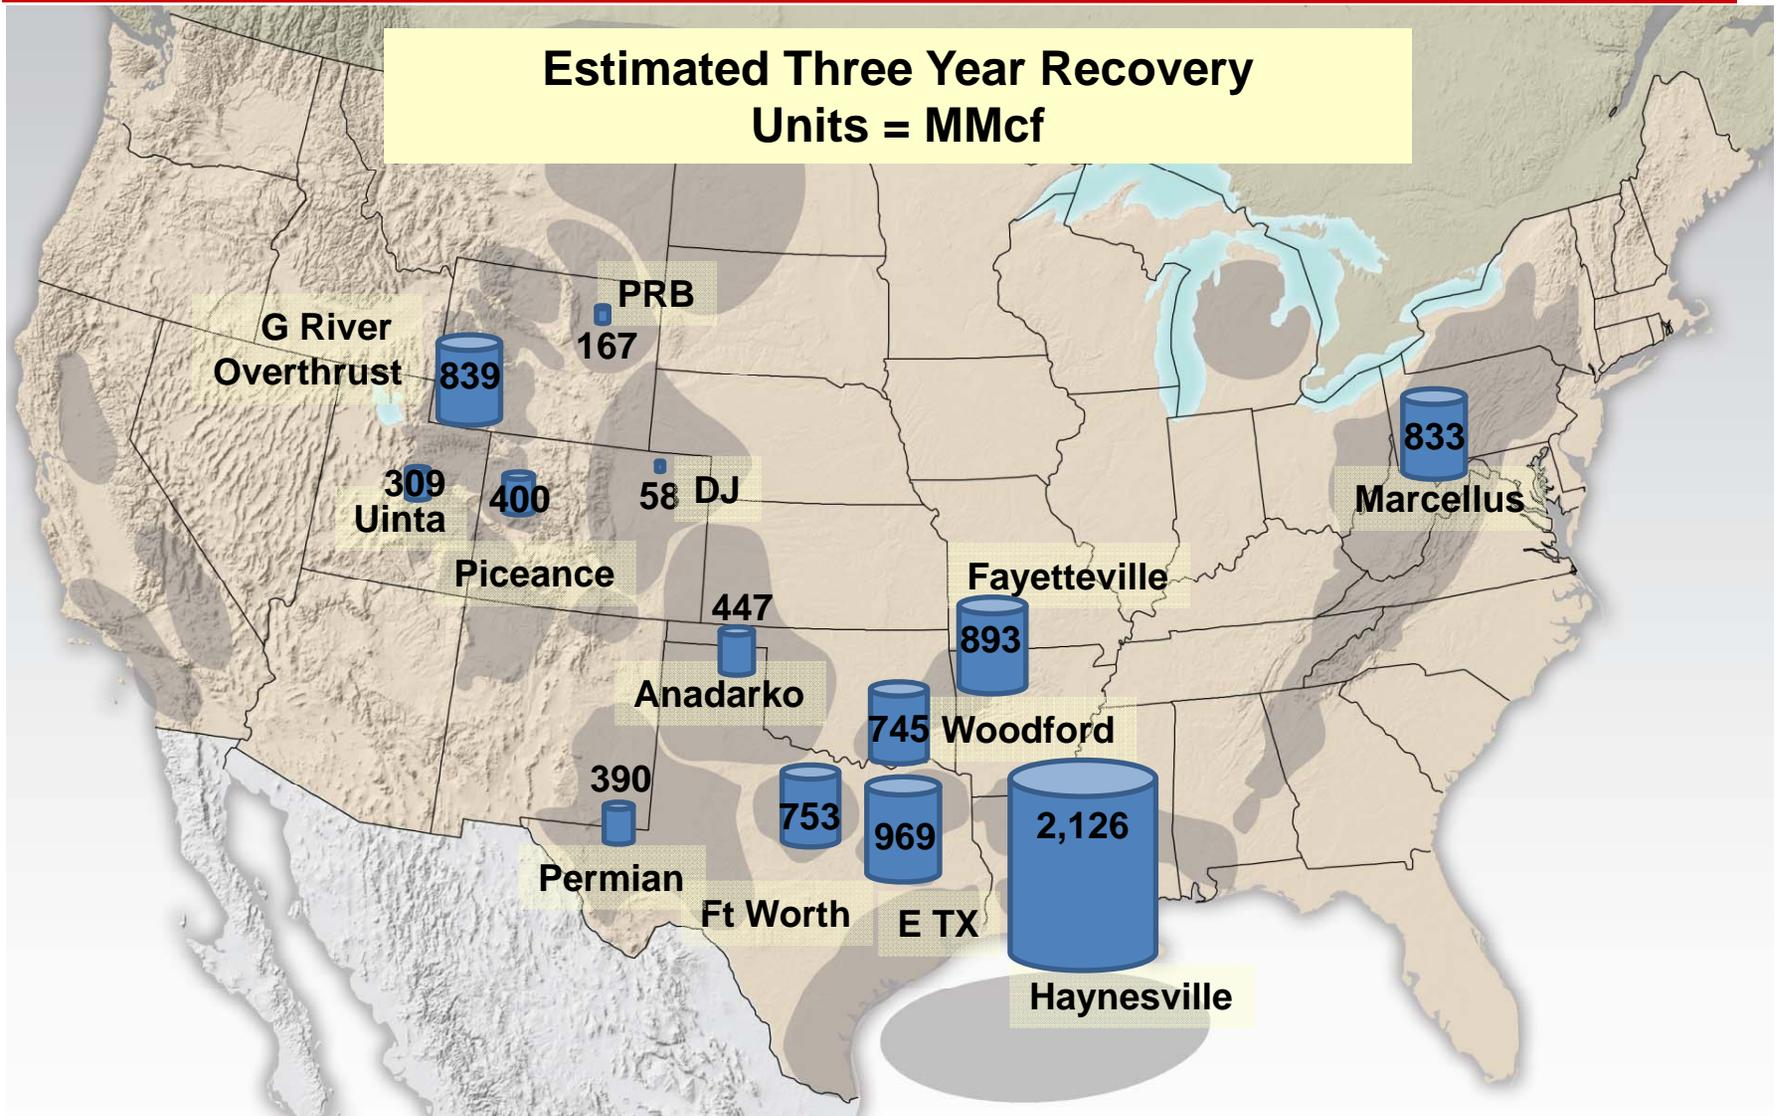 Estimated Three Year Recovery
Units = MMcf
PRB
167
G River
Overthrust
839
833
Marcellus
309
Uinta
400
Piceance
58
DJ
Fayetteville
893
447
Anadarko
745
Woodford
390
Permian
753
Ft Worth
969
E TX
2,126
Haynesville